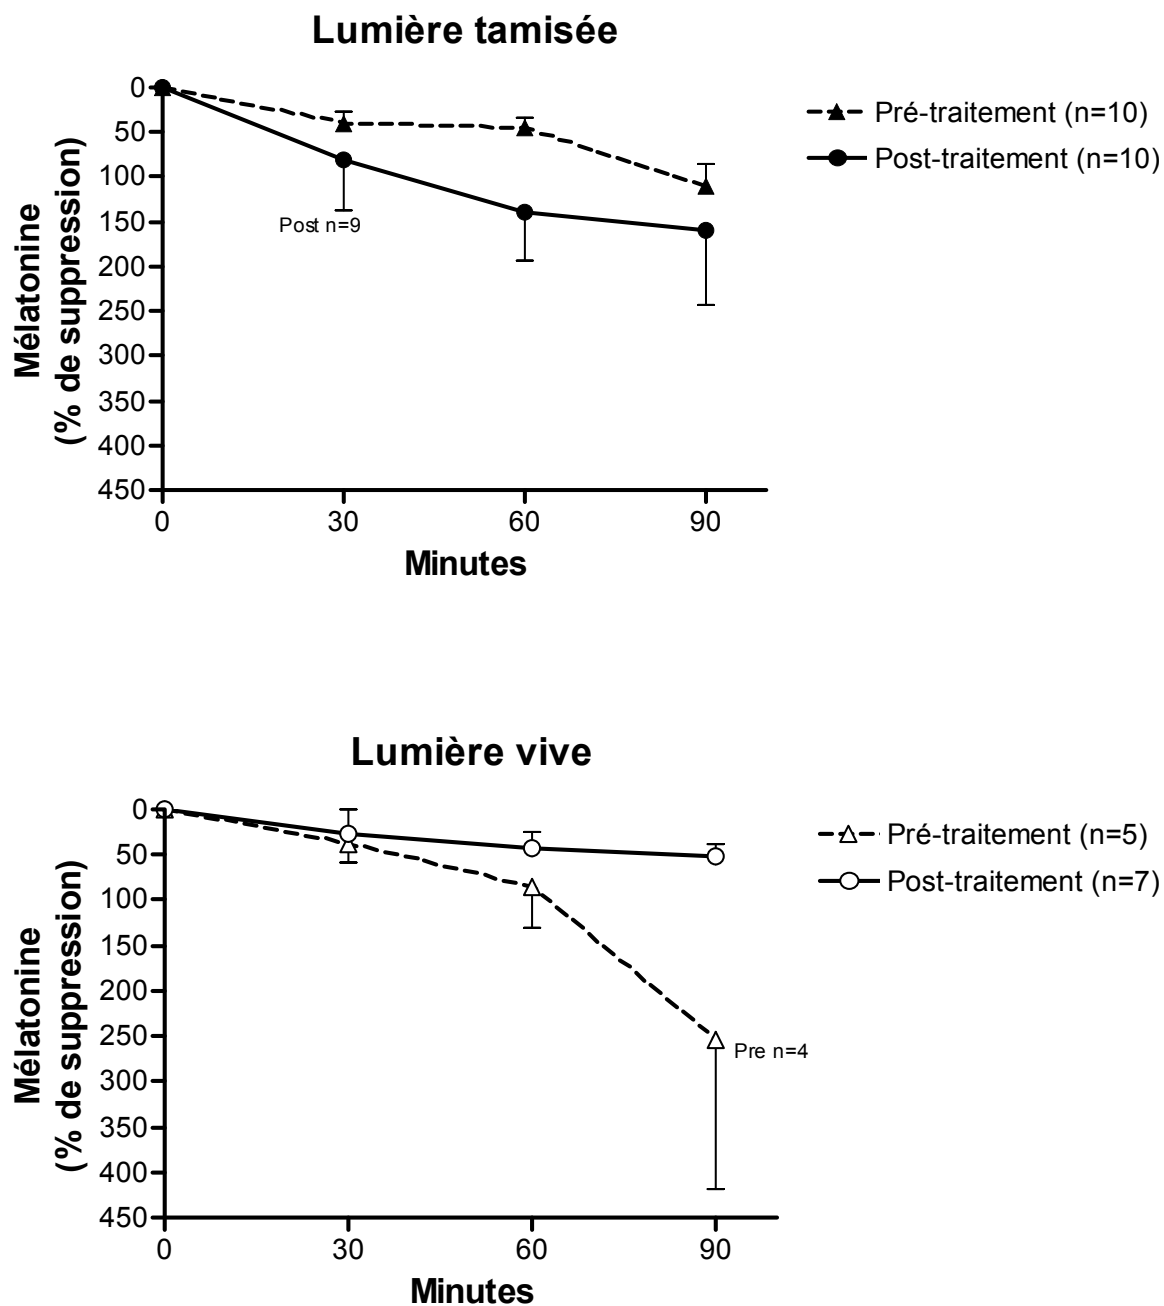 Lumière tamisée
0
50
100
150
200
250
300
350
400
450
Mélatonine
(% de suppression)
Post n=9
0 30 60 90
Minutes
Pré-traitement (n=10)
Post-traitement (n=10)
Lumière vive
0
50
100
150
200
250
300
350
400
450
Mélatonine
(% de suppression)
Pre n=4
0 30 60 90
Minutes
Pré-traitement (n=5)
Post-traitement (n=7)